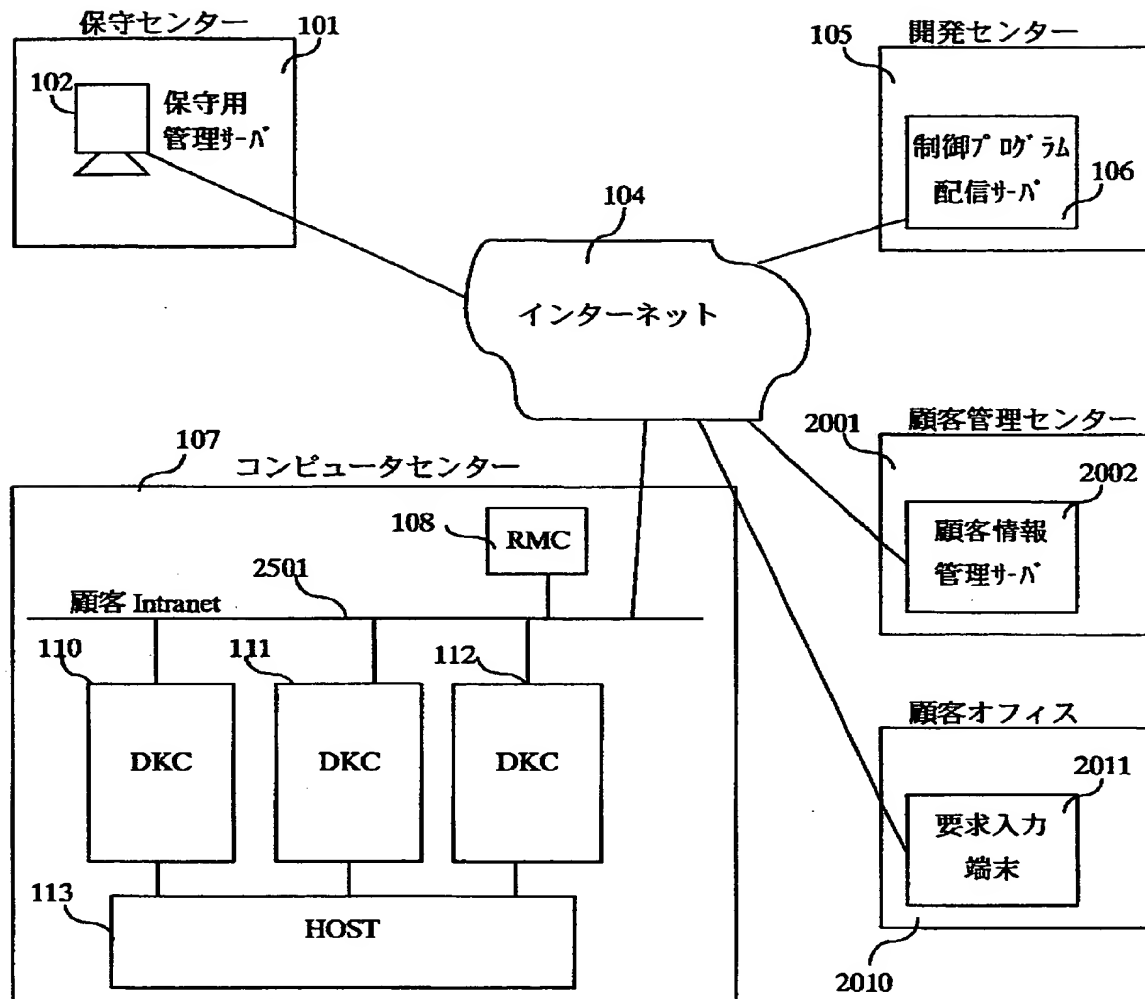 保守センター
101
102
保守用
管理ｻｰﾊﾞ
開発センター
105
制御ﾌﾟﾛｸﾞﾗﾑ
配信ｻｰﾊﾞ
106
104
インターネット
107
コンピュータセンター
108
RMC
2501
顧客 Intranet
110
111
112
DKC
DKC
DKC
113
HOST
顧客管理センター
2001
2002
顧客情報
管理サーバ
顧客オフィス
2011
要求入力
端末
2010